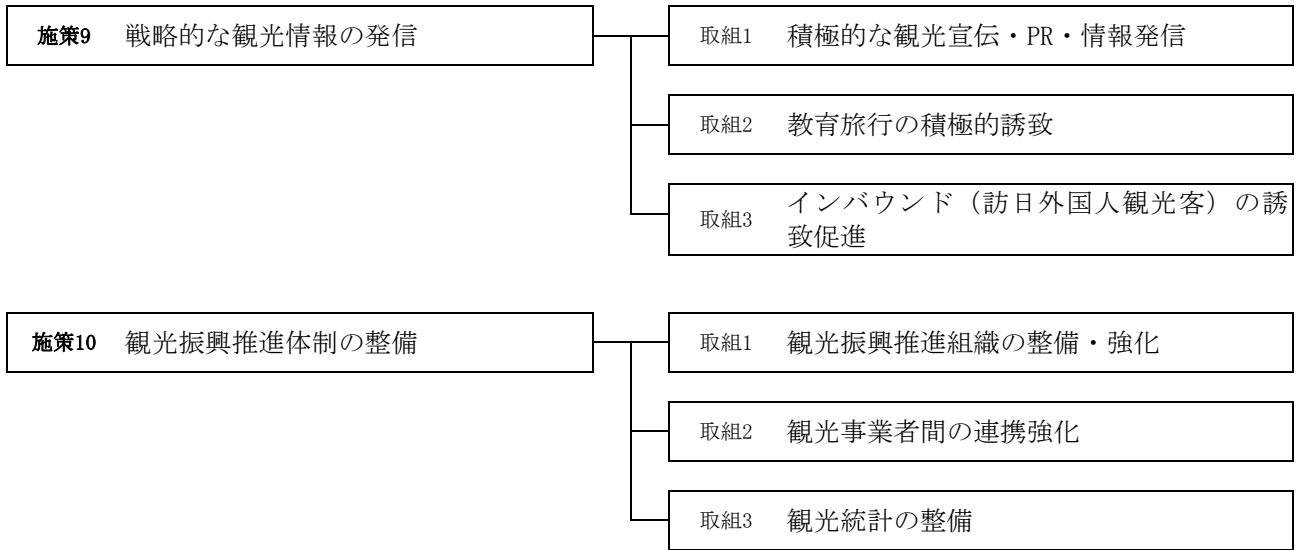 施策9 戦略的な観光情報の発信
取組1 積極的な観光宣伝・PR・情報発信
取組2 教育旅行の積極的誘致
取組3 インバウンド（訪日外国人観光客）の誘
致促進
施策10 観光振興推進体制の整備
取組1 観光振興推進組織の整備・強化
取組2 観光事業者間の連携強化
取組3 観光統計の整備